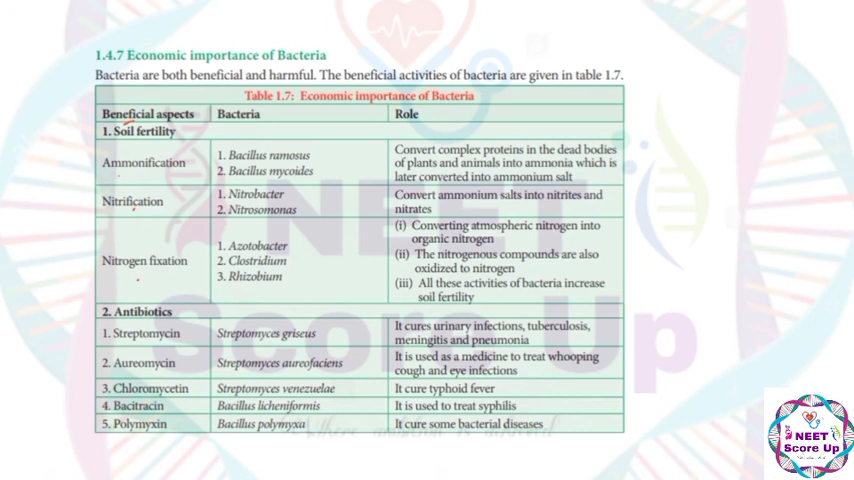 1.4.7 Economic importance of Bacteria
Bacteria are both beneficial and harmful. The beneficial activities of bacteria are given in table 1.7.
Table 1.7: Economic importance of Bacteria
Beneficial aspects Bacteria Role
1. Soil fertility
Ammonification
1. Bacillus ramosus
2. Bacillus mycoides
Convert complex proteins in the dead bodies
of plants and animals into ammonia which is
later converted into ammonium salt
Nitrification
1. Nitrobacter
2. Nitrosomonas
Convert ammonium salts into nitrites and
nitrates
Nitrogen fixation
1. Azotobacter
2. Clostridium
3. Rhizobium
(i) Converting atmospheric nitrogen into
organic nitrogen
(ii) The nitrogenous compounds are also
oxidized to nitrogen
(iii) All these activities of bacteria increase
soil fertility
2. Antibiotics
1. Streptomycin
Streptomyces griseus
It cures urinary infections, tuberculosis,
meningitis and pneumonia
2. Aureomycin
Streptomyces aureofaciens
It is used as a medicine to treat whooping
cough and eye infections
3. Chloromycetin Streptomyces venezuelae It cure typhoid fever
4. Bacitracin Bacillus licheniformis It is used to treat syphilis
5. Polymyxin Bacillus polymyxa It cure some bacterial diseases
NEET
Score Up
NEET
Score Up